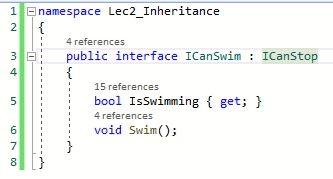 1 namespace Lec2_Inheritance
2 {
4 references
3 public interface ICanSwim : ICanStop
4 {
15 references
5 bool IsSwimming { get; }
4 references
6 void Swim();
7 }
8 }